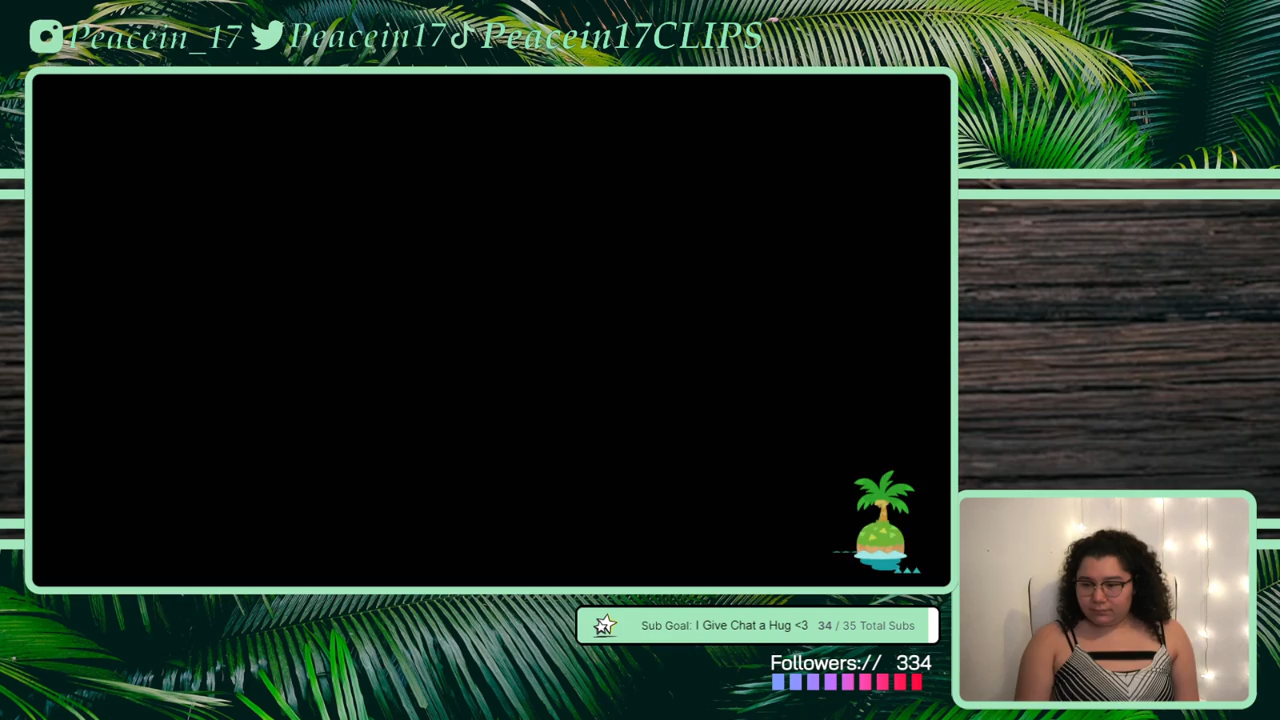 Peacein_17 Peacein17 Peacein17CLIPS
Sub Goal: I Give Chat a Hug <3 34 / 35 Total Subs
Followers:// 334